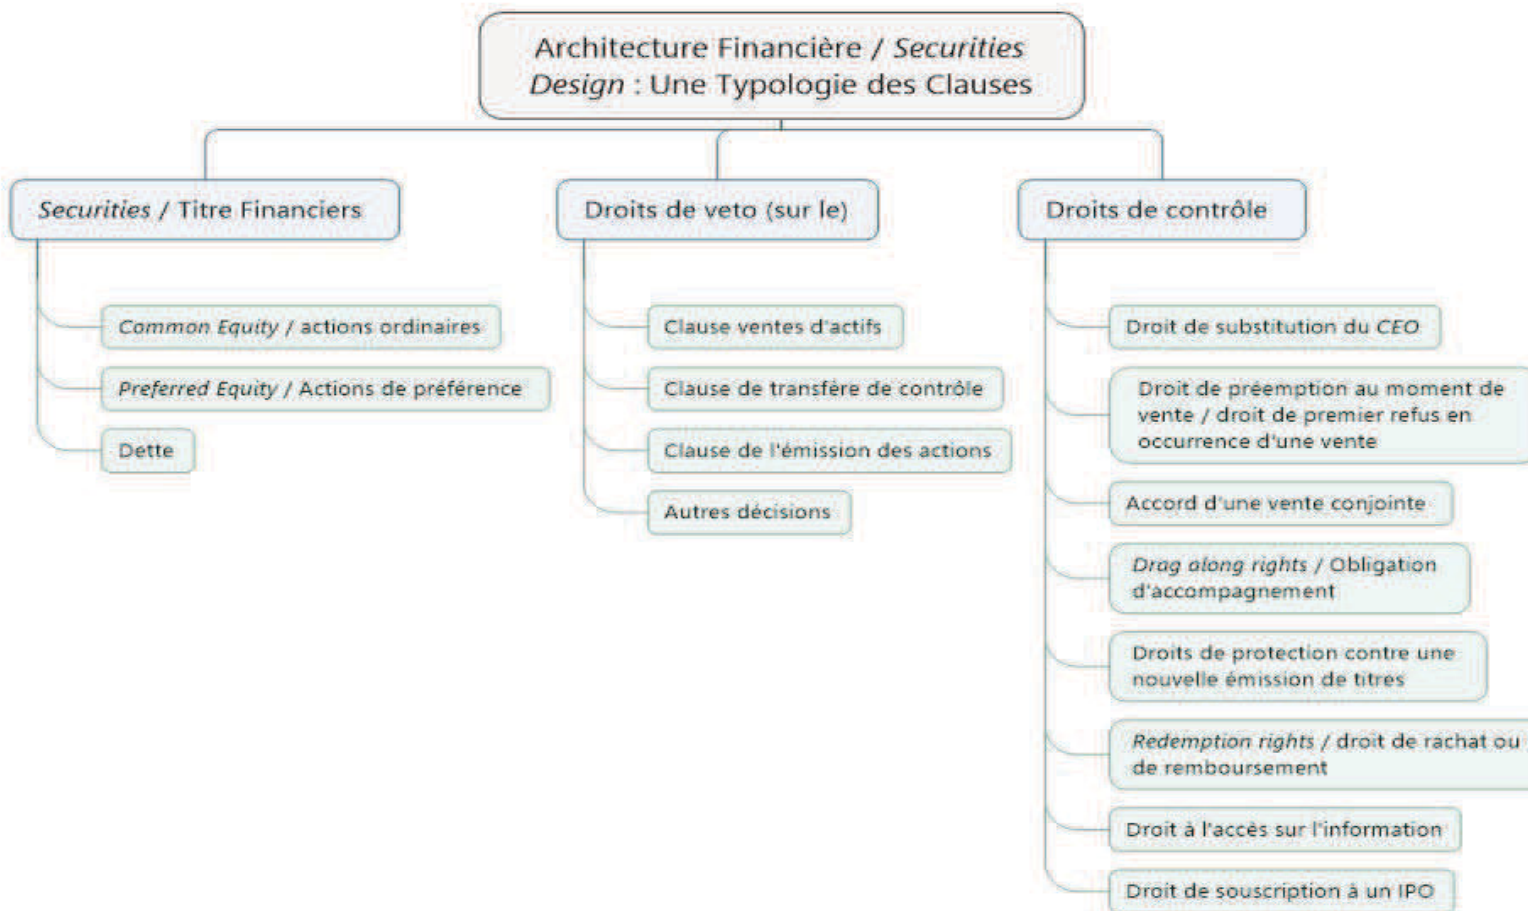 Architecture Financière / Securities
Design : Une Typologie des Clauses
Securities / Titre Financiers
Common Equity / actions ordinaires
Preferred Equity / Actions de préférence
Dette
Droits de veto (sur le)
Clause ventes d'actifs
Clause de transfère de contrôle
Clause de l'émission des actions
Autres décisions
Droits de contrôle
Droit de substitution du CEO
Droit de préemption au moment de
vente / droit de premier refus en
occurrence d'une vente
Accord d'une vente conjointe
Drag along rights / Obligation
d'accompagnement
Droits de protection contre une
nouvelle émission de titres
Redemption rights / droit de rachat ou
de remboursement
Droit à l'accès sur l'information
Droit de souscription à un IPO